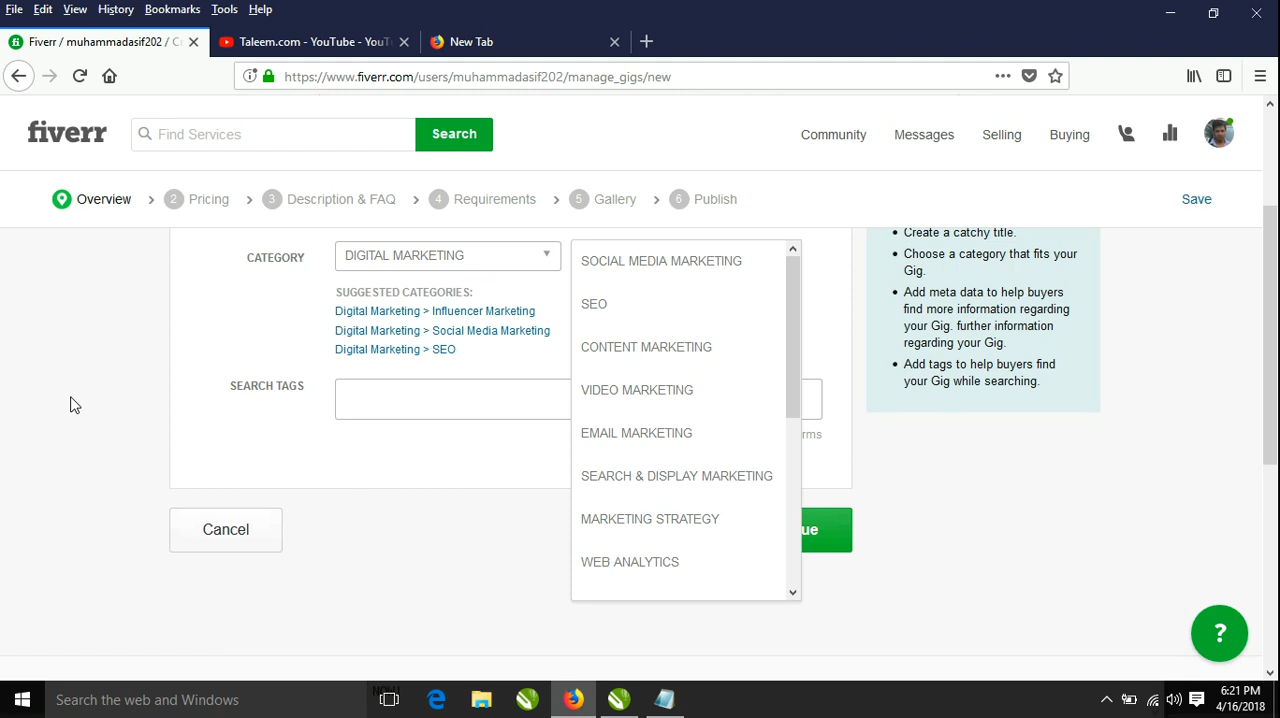 File Edit View History Bookmarks Tools Help
Fiverr / muhammadasif202 / C
Taleem.com - YouTube - YouT
New Tab
https://www.fiverr.com/users/muhammadasif202/manage_gigs/new
fiverr
Find Services
Search
Community
Messages
Selling
Buying
Overview
2 Pricing
3 Description & FAQ
4 Requirements
5 Gallery
6 Publish
Save
CATEGORY
DIGITAL MARKETING
SUGGESTED CATEGORIES:
Digital Marketing > Influencer Marketing
Digital Marketing > Social Media Marketing
Digital Marketing > SEO
SEARCH TAGS
SOCIAL MEDIA MARKETING
SEO
CONTENT MARKETING
VIDEO MARKETING
EMAIL MARKETING
SEARCH & DISPLAY MARKETING
MARKETING STRATEGY
WEB ANALYTICS
rms
Cancel
ue
• Create a catchy title.
• Choose a category that fits your
Gig.
• Add meta data to help buyers
find more information regarding
your Gig. further information
regarding your Gig.
• Add tags to help buyers find
your Gig while searching.
?
Search the web and Windows
6:21 PM
4/16/2018